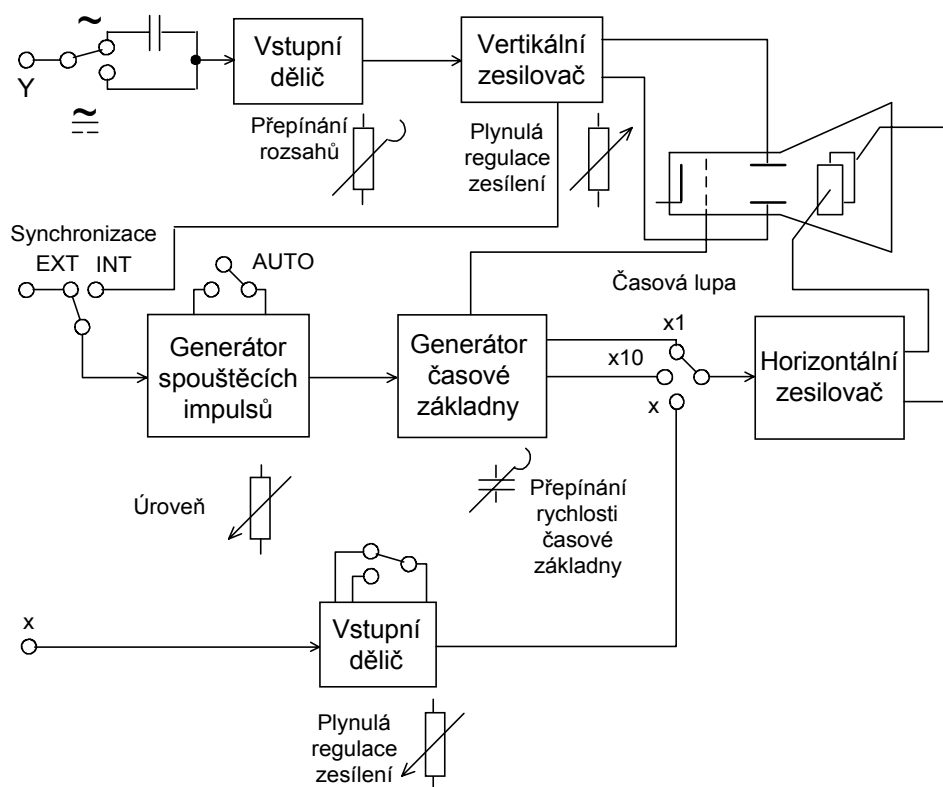 ~
Y
≂
Vstupní
dělič
Vertikální
zesilovač
Přepínání
rozsahů
Plynulá
regulace
zesílení
Synchronizace
EXT
INT
AUTO
Generátor
spouštěcích
impulsů
Generátor
časové
základny
Časová lupa
x1
x10
x
Horizontální
zesilovač
Úroveň
Přepínání
rychlosti
časové
základny
x
Vstupní
dělič
Plynulá
regulace
zesílení